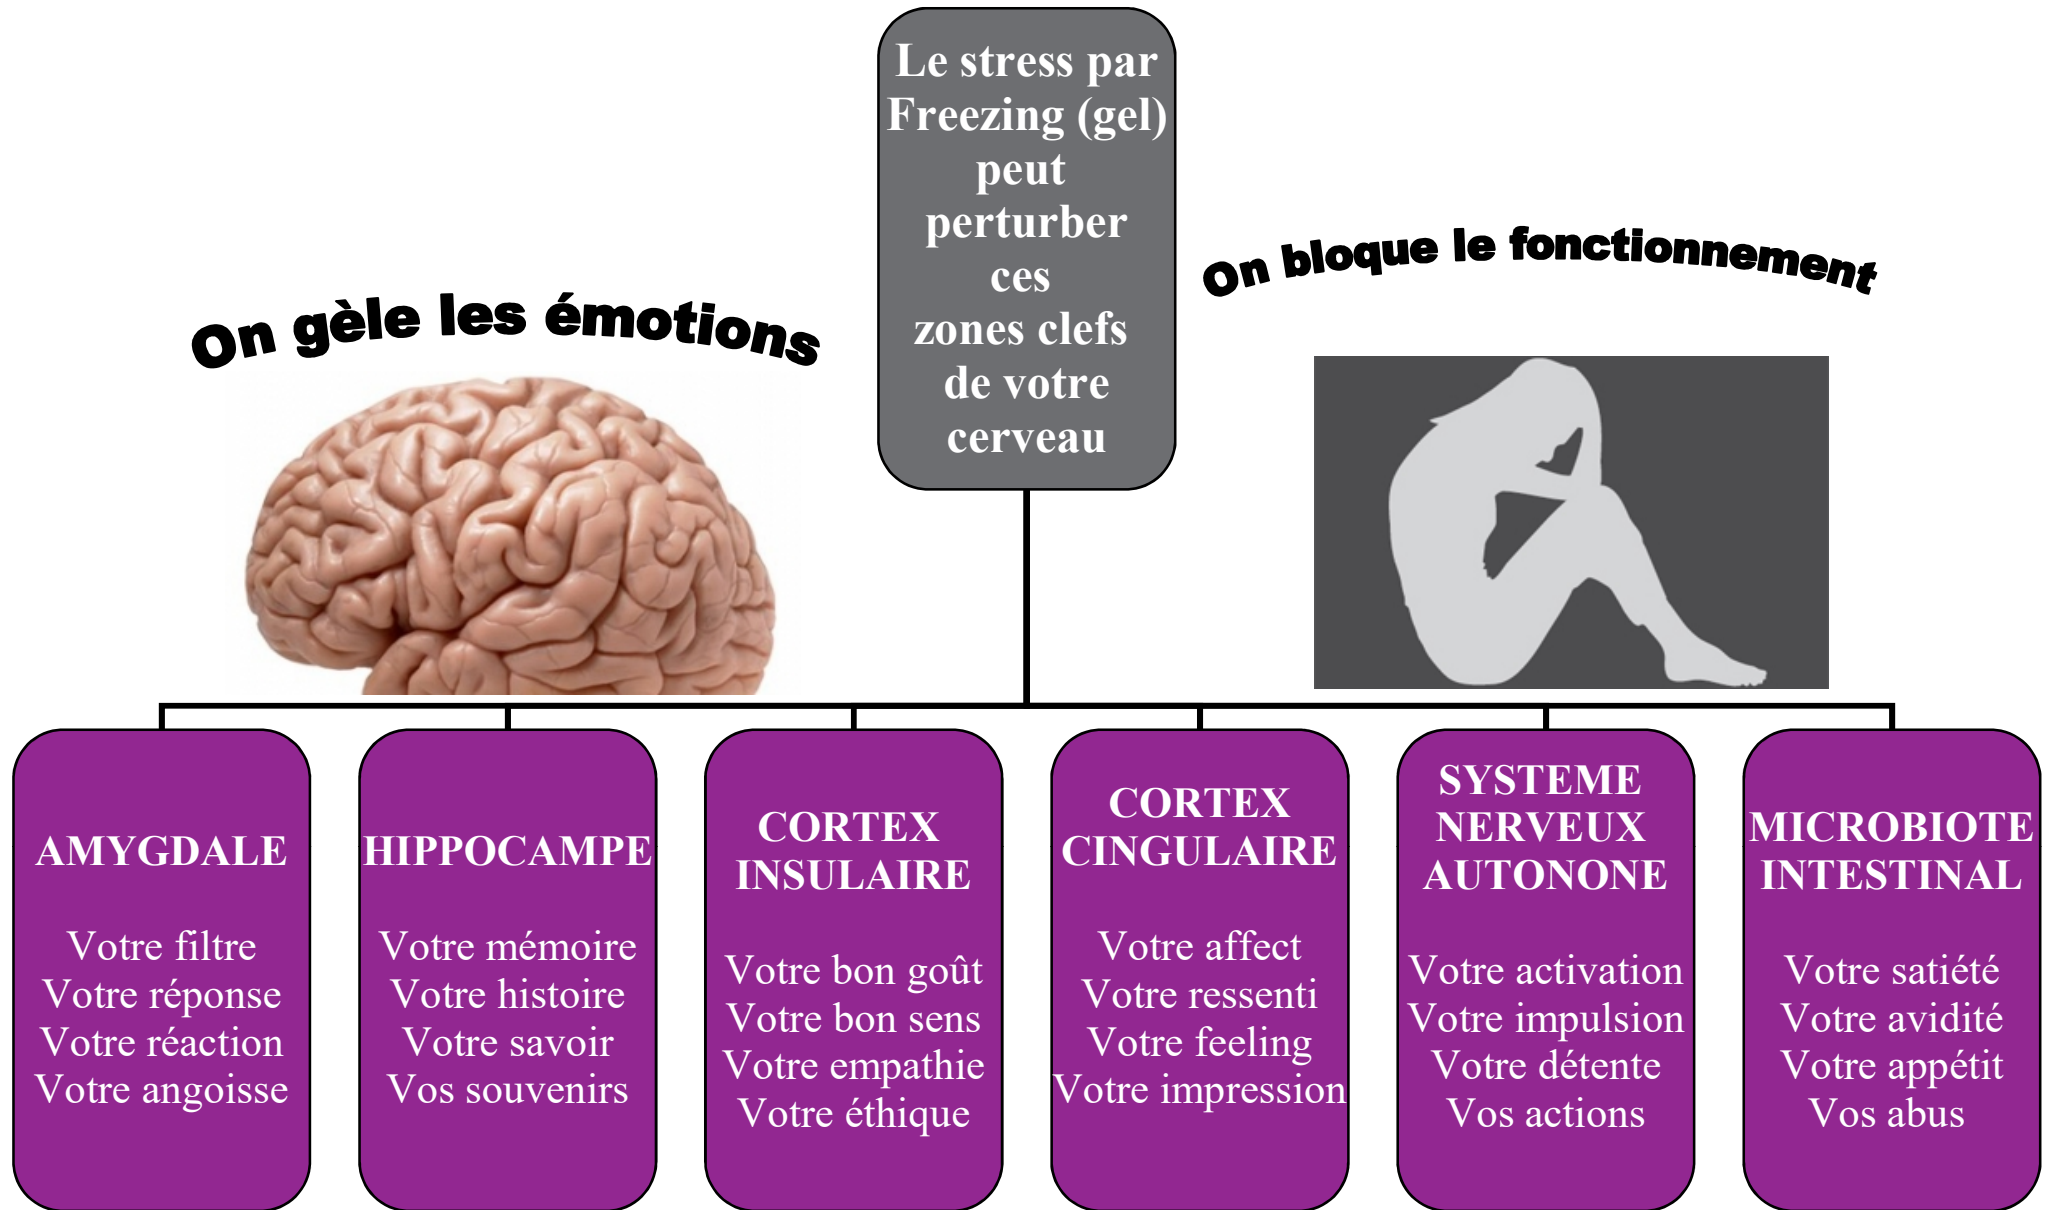 Le stress par
Freezing (gel)
peut
perturber
ces
zones clefs
de votre
cerveau
On gèle les émotions
On bloque le fonctionnement
AMYGDALE
Votre filtre
Votre réponse
Votre réaction
Votre angoisse
HIPPOCAMPE
Votre mémoire
Votre histoire
Votre savoir
Vos souvenirs
CORTEX
INSULAIRE
Votre bon goût
Votre bon sens
Votre empathie
Votre éthique
CORTEX
CINGULAIRE
Votre affect
Votre ressenti
Votre feeling
Votre impression
SYSTEME
NERVEUX
AUTONONE
Votre activation
Votre impulsion
Votre détente
Vos actions
MICROBIOTE
INTESTINAL
Votre satiété
Votre avidité
Votre appétit
Vos abus